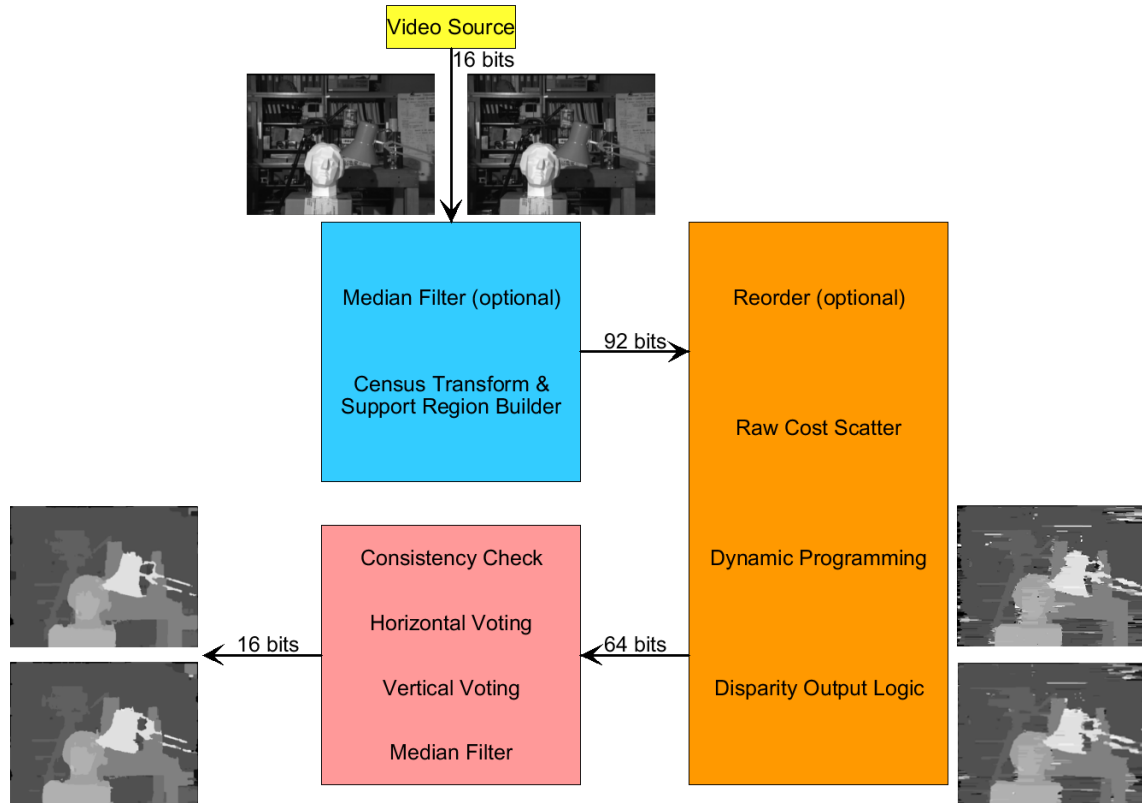 Video Source
16 bits
Median Filter (optional)
Census Transform &
Support Region Builder
92 bits
Reorder (optional)
Raw Cost Scatter
Dynamic Programming
Disparity Output Logic
64 bits
Consistency Check
Horizontal Voting
Vertical Voting
Median Filter
16 bits